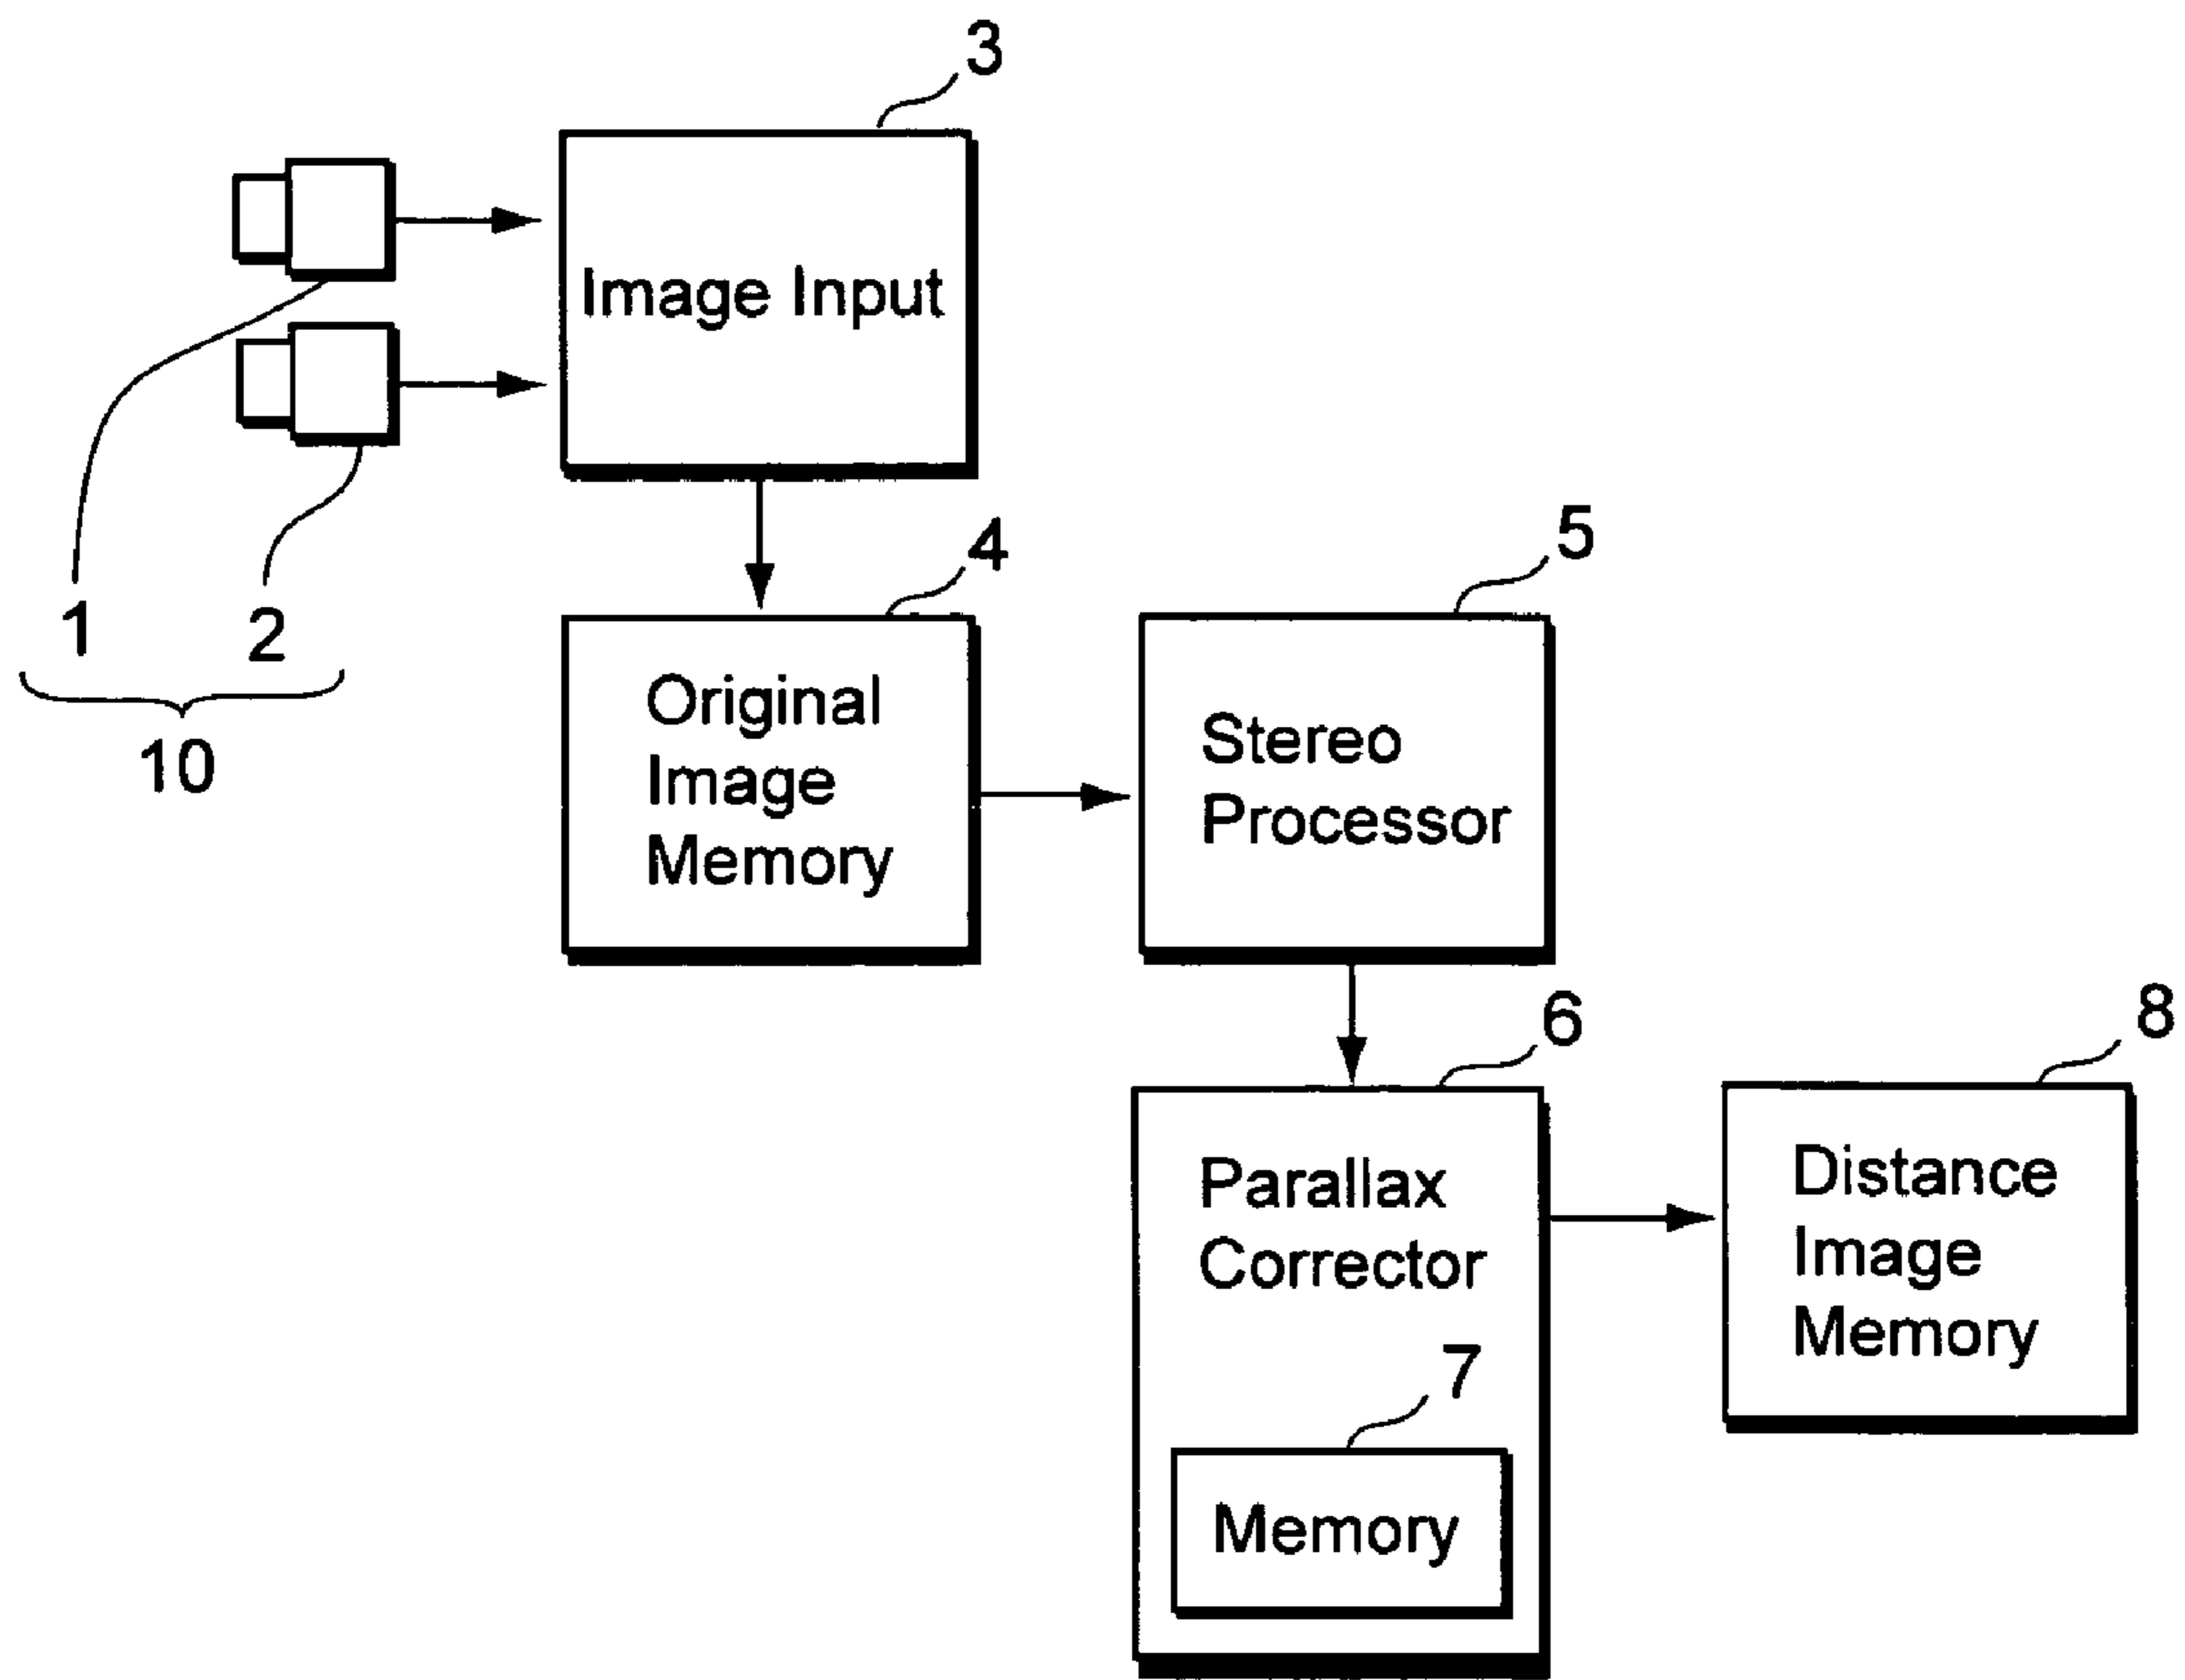 3
Image Input
1
2
10
4
Original
Image
Memory
5
Stereo
Processor
6
Parallax
Corrector
7
Memory
8
Distance
Image
Memory